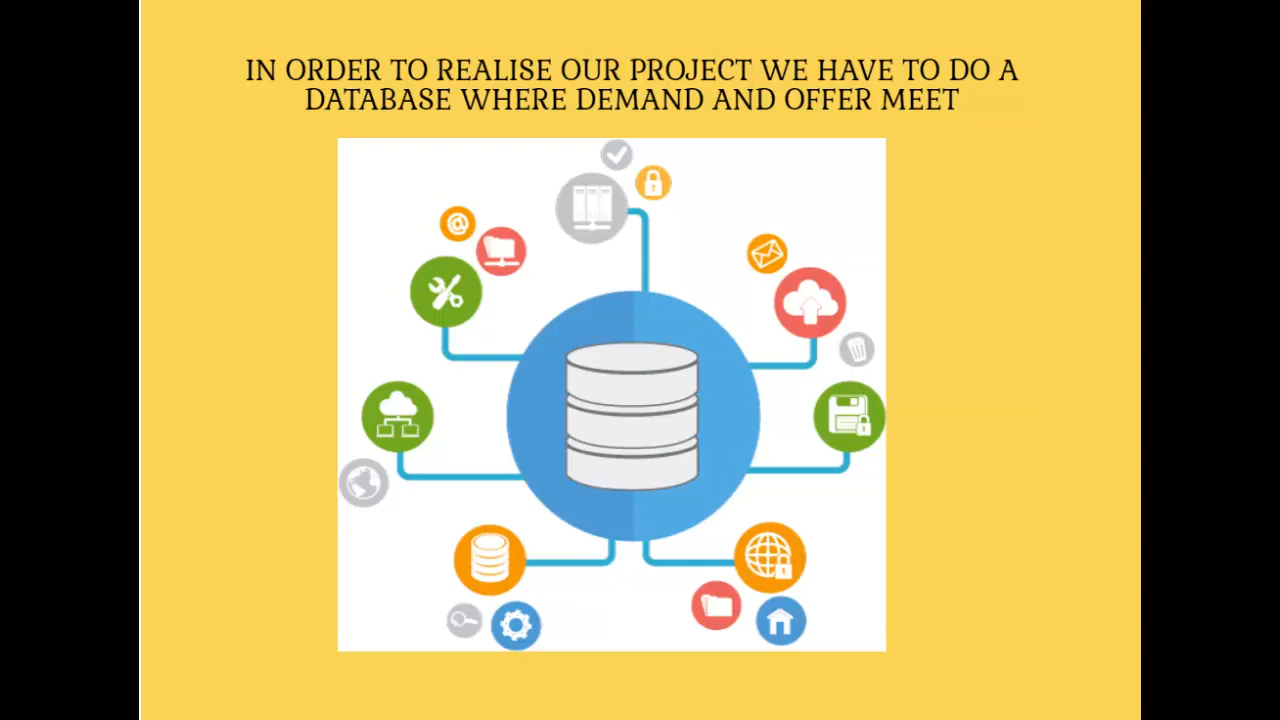 IN ORDER TO REALISE OUR PROJECT WE HAVE TO DO A
DATABASE WHERE DEMAND AND OFFER MEET
@